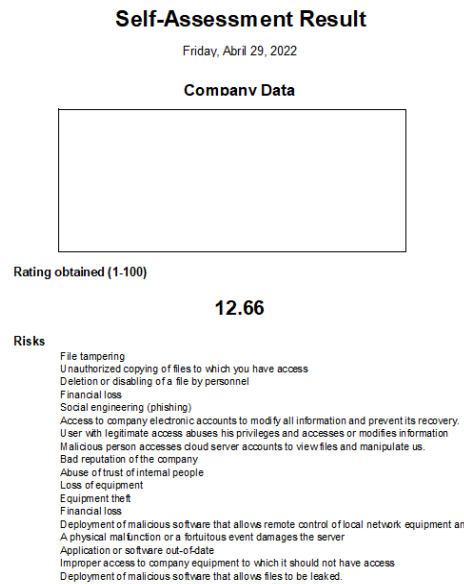 Self-Assessment Result
Friday, Abril 29, 2022
Company Data
Rating obtained (1-100)
12.66
Risks
File tampering
Unauthorized copying of files to which you have access
Deletion or disabling of a file by personnel
Financial loss
Social engineering (phishing)
Access to company electronic accounts to modify all information and prevent its recovery.
User with legitimate access abuses his privileges and accesses or modifies information
Malicious person accesses cloud server accounts to view files and manipulate us.
Bad reputation of the company
Abuse of trust of internal people
Loss of equipment
Equipment theft
Financial loss
Deployment of malicious software that allows remote control of local network equipment an
A physical malfunction or a fortuitous event damages the server
Application or software out-of-date
Improper access to company equipment to which it should not have access
Deployment of malicious software that allows files to be leaked.